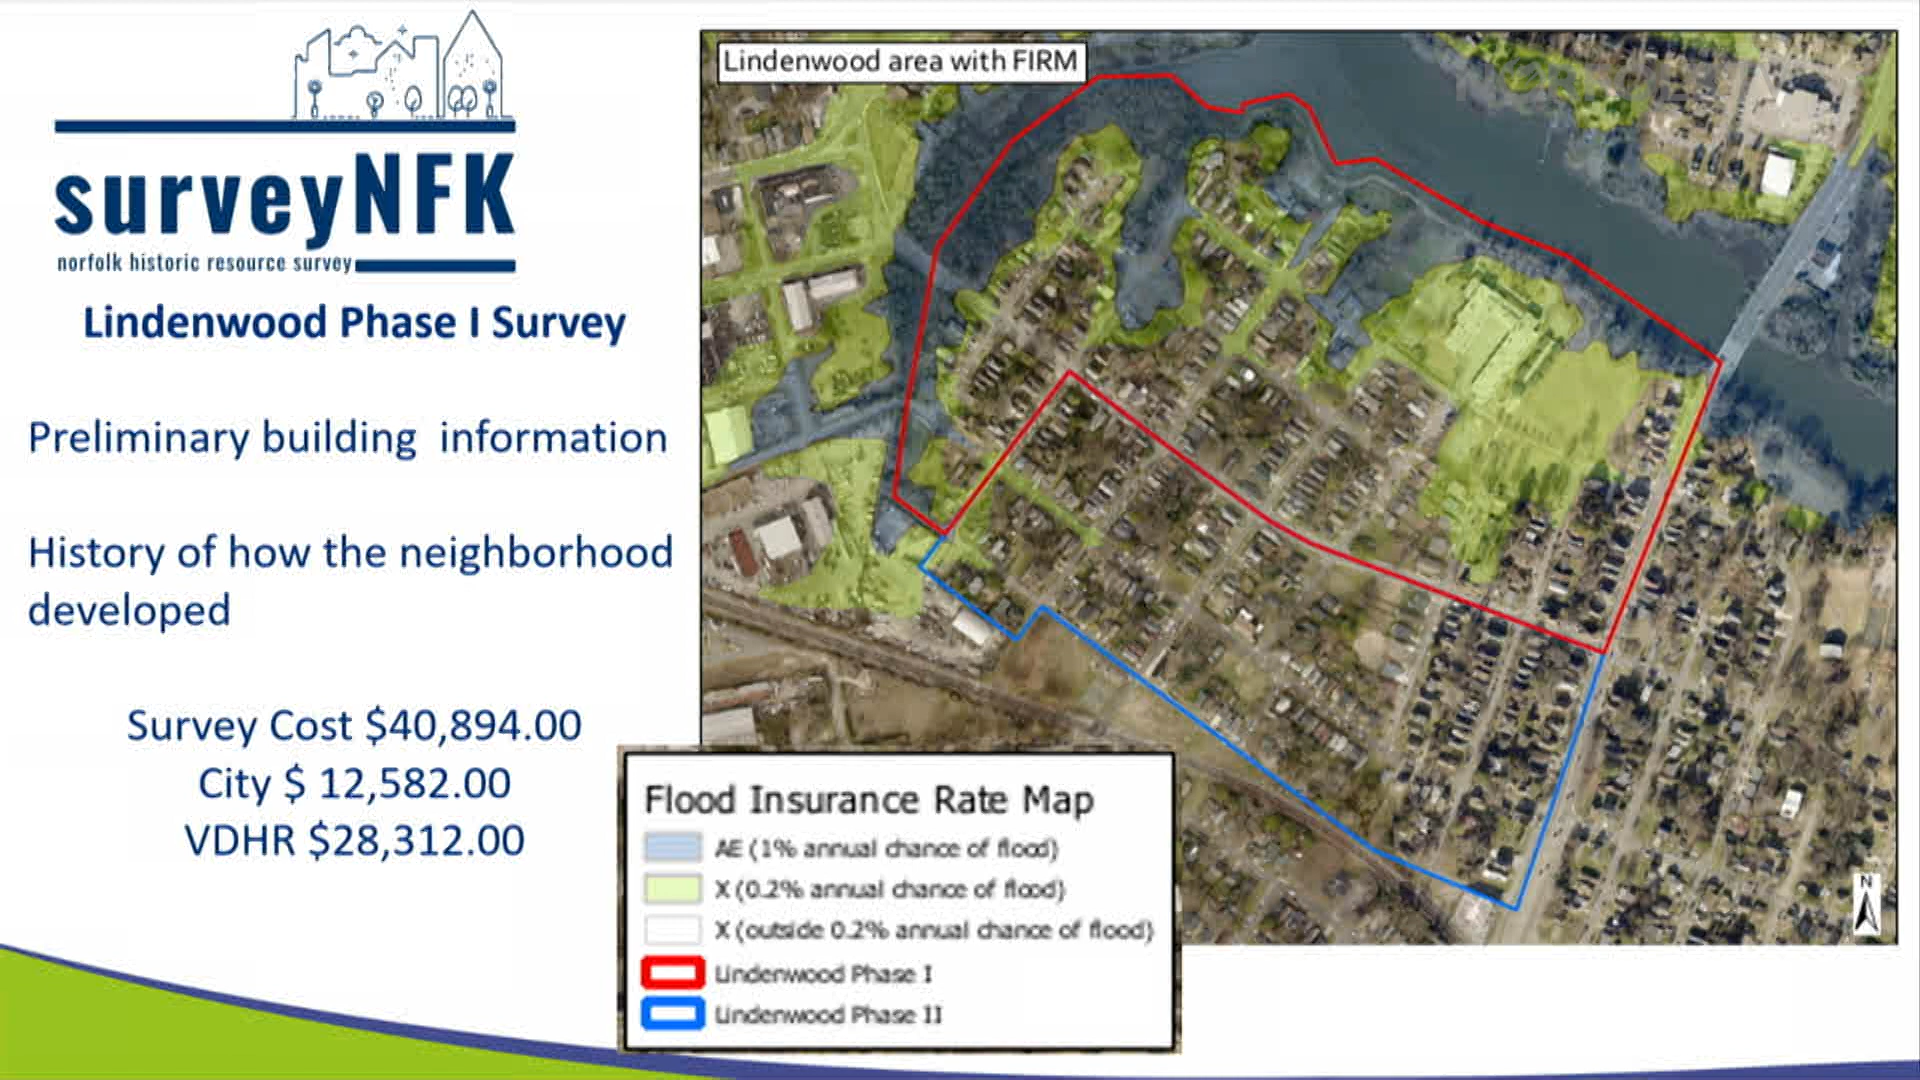 surveyNFK
norfolk historic resource survey
Lindenwood Phase I Survey
Preliminary building information
History of how the neighborhood
developed
Survey Cost $40,894.00
City $ 12,582.00
VDHR $28,312.00
Lindenwood area with FIRM
Flood Insurance Rate Map
AE (1% annual chance of flood)
X (0.2% annual chance of flood)
X (outside 0.2% annual chance of flood)
Lindenwood Phase I
Lindenwood Phase II
N